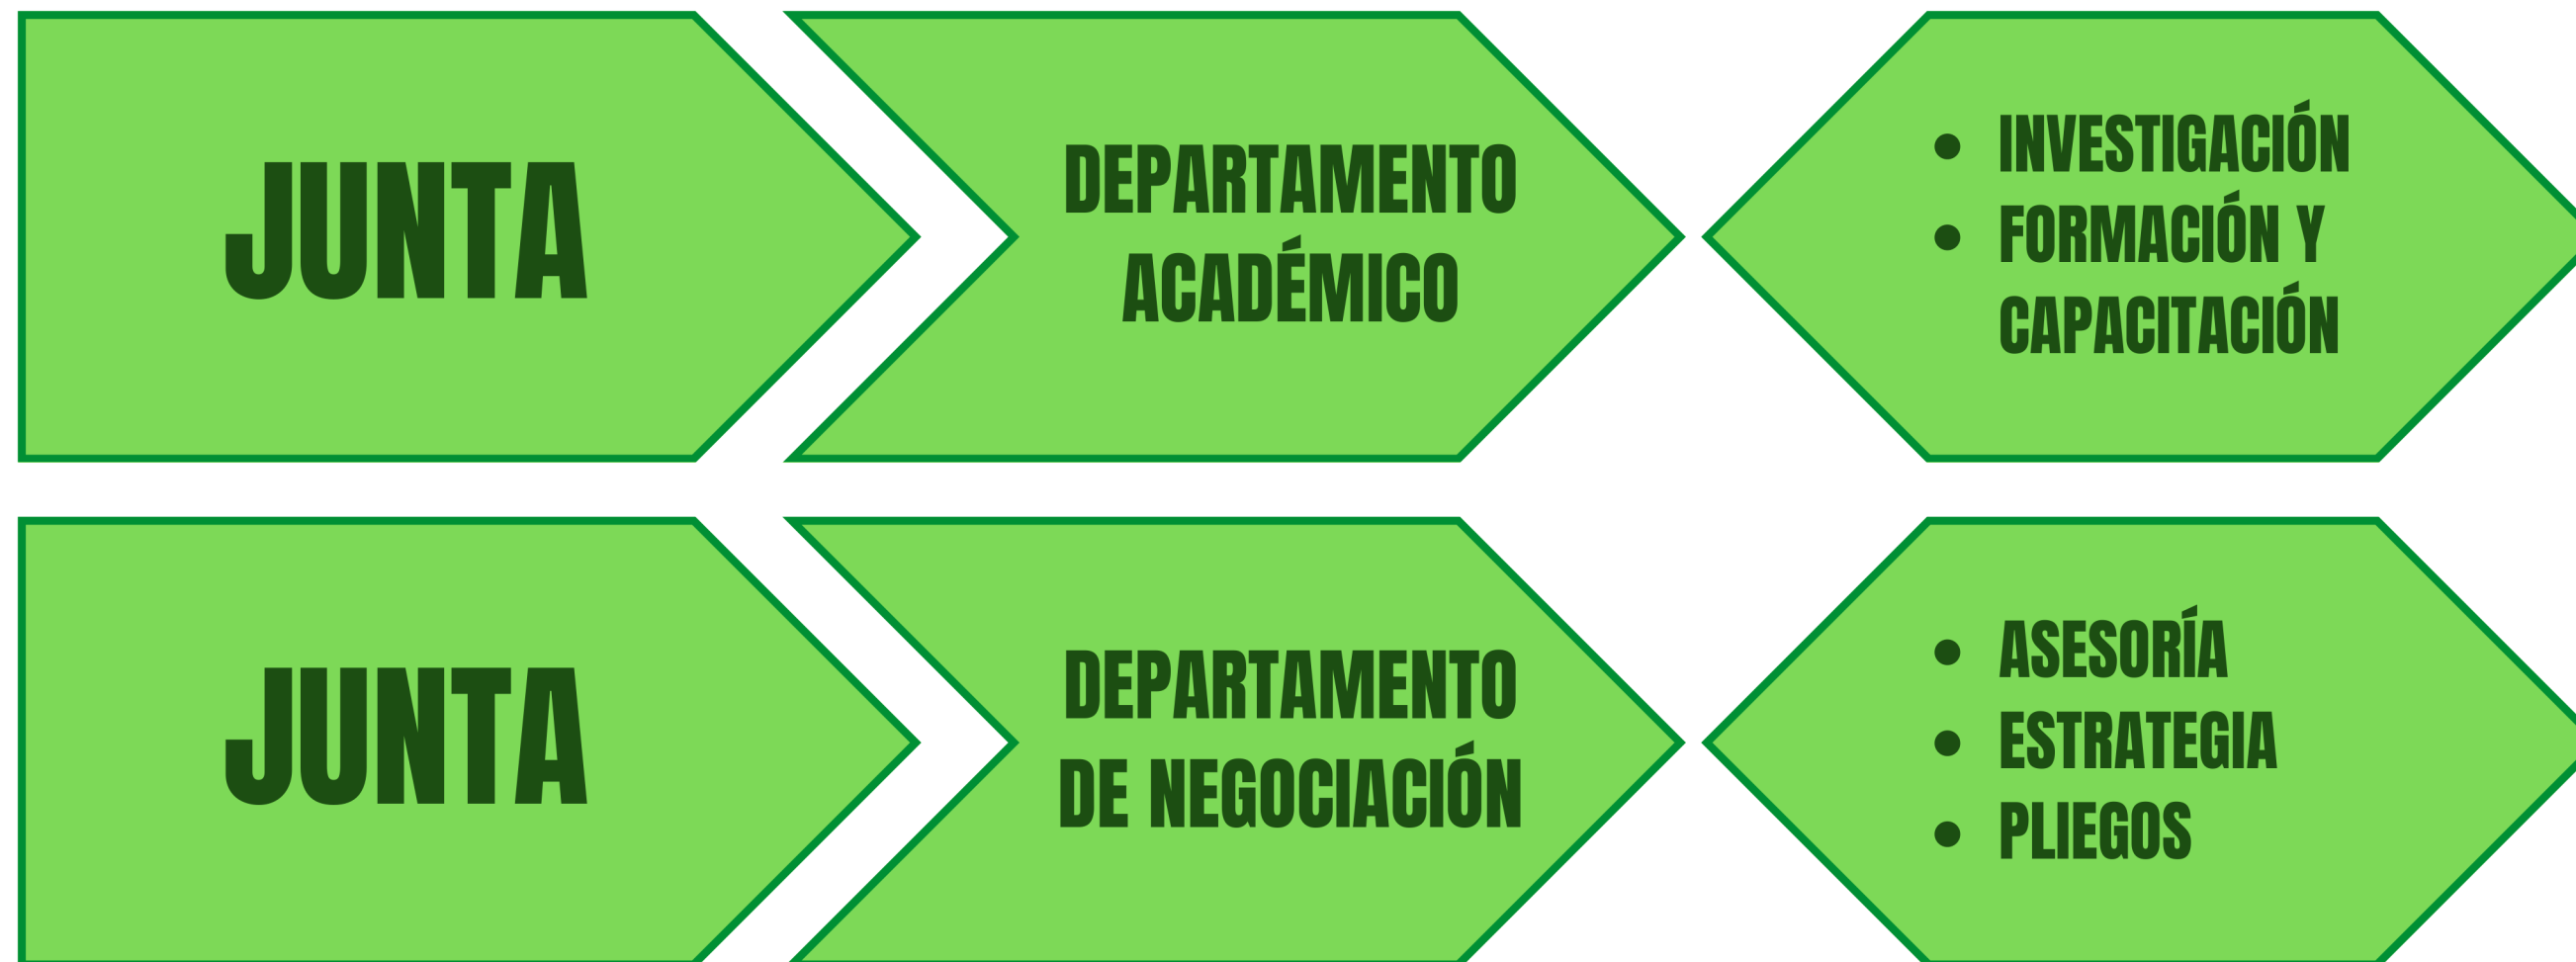 JUNTA
DEPARTAMENTO
ACADÉMICO
• INVESTIGACIÓN
• FORMACIÓN Y
CAPACITACIÓN
JUNTA
DEPARTAMENTO
DE NEGOCIACIÓN
• ASESORÍA
• ESTRATEGIA
• PLIEGOS